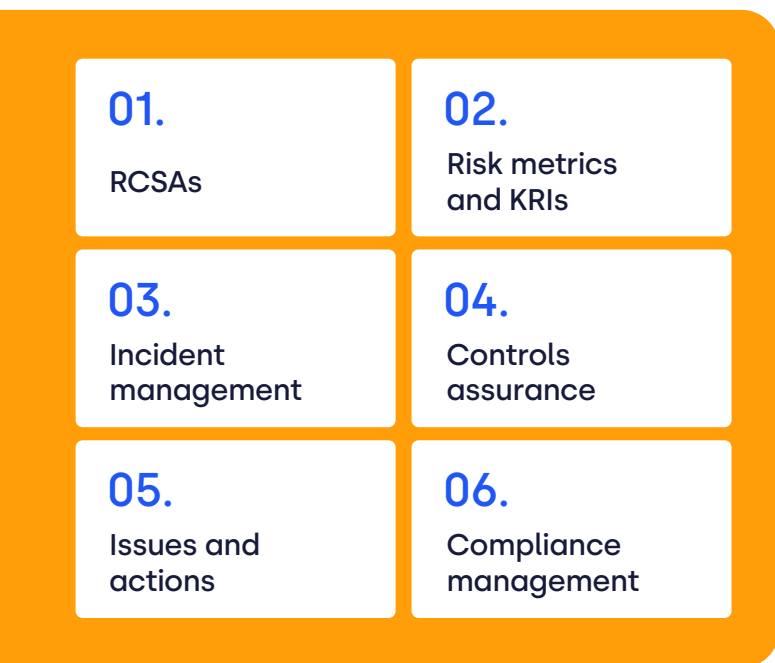 01.
RCSAs
02.
Risk metrics
and KRIs
03.
Incident
management
04.
Controls
assurance
05.
Issues and
actions
06.
Compliance
management